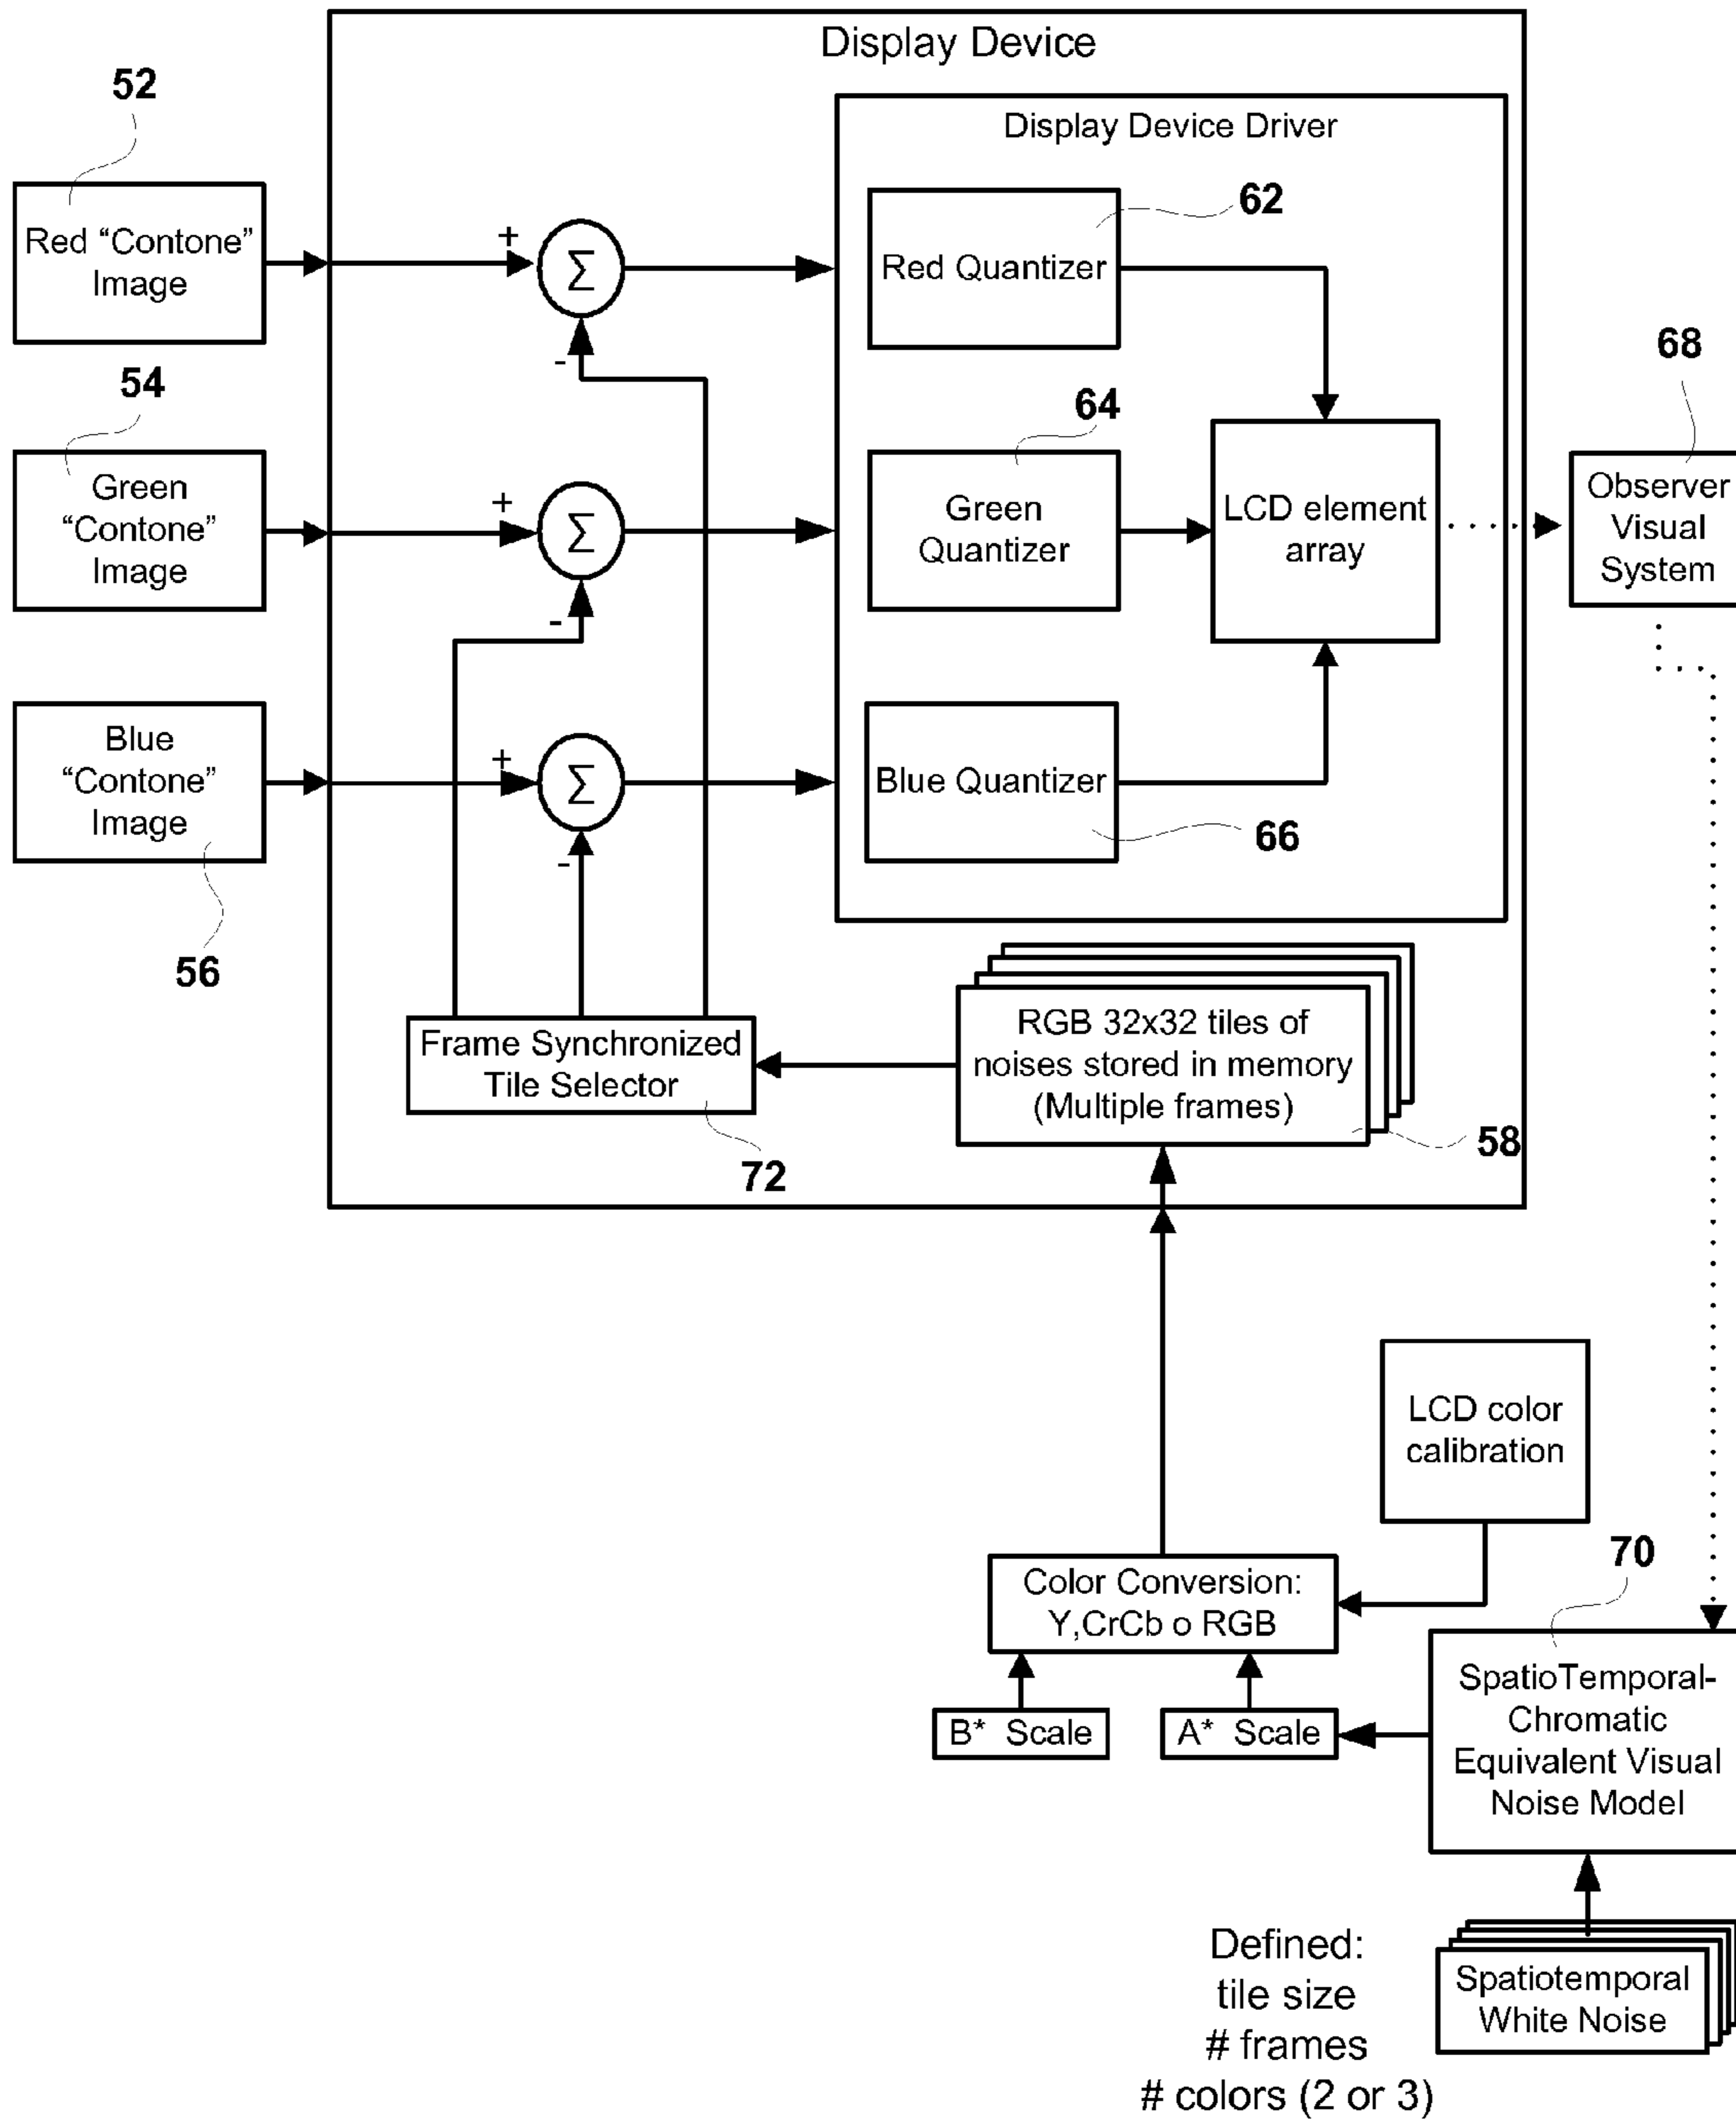 Display Device
52
Display Device Driver
62
Red “Contone”
Image
+
Σ
-
Red Quantizer
68
54
64
Green
“Contone”
Image
+
Σ
-
Green
Quantizer
LCD element
array
Observer
Visual
System
Blue
“Contone”
Image
+
Σ
-
Blue Quantizer
66
56
Frame Synchronized
Tile Selector
RGB 32x32 tiles of
noises stored in memory
(Multiple frames)
72
58
LCD color
calibration
70
Color Conversion:
Y,CrCb o RGB
B* Scale
A* Scale
SpatioTemporal-
Chromatic
Equivalent Visual
Noise Model
Defined:
tile size
# frames
# colors (2 or 3)
Spatiotemporal
White Noise